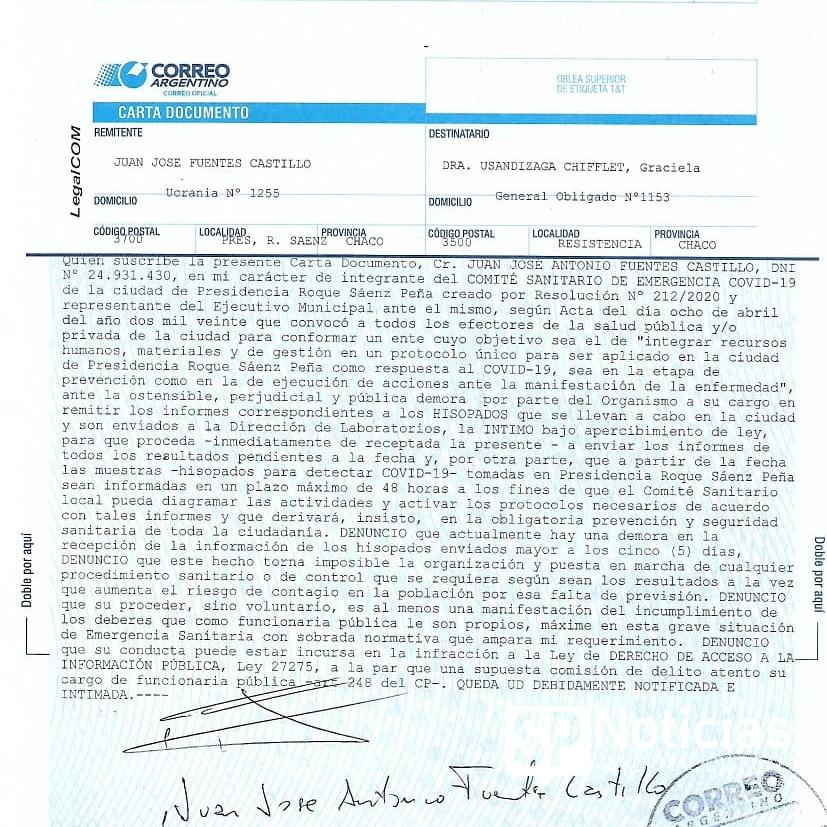 CORREO
ARGENTINO
CORREO OFICIAL
OBLEA SUPERIOR
DE ETIQUETA T&T
CARTA DOCUMENTO
LegalCOM
REMITENTE
DESTINATARIO
JUAN JOSE FUENTES CASTILLO
DRA. USANDIZAGA CHIFFLET, Graciela
Ucrania N° 1255
General Obligado N°1153
DOMICILIO
DOMICILIO
CÓDIGO POSTAL LOCALIDAD PROVINCIA CÓDIGO POSTAL LOCALIDAD PROVINCIA
3700 PRES, R. SAENZ CHACO 3500 RESISTENCIA CHACO
Quien suscribe la presente Carta Documento, Cr. JUAN JOSÉ ANTONIO FUENTES CASTILLO, DNI
N° 24.931.430, en mi carácter de integrante del COMITÉ SANITARIO DE EMERGENCIA COVID-19
de la ciudad de Presidencia Roque Sáenz Peña creado por Resolución N° 212/2020 y
representante del Ejecutivo Municipal ante el mismo, según Acta del día ocho de abril
del año dos mil veinte que convocó a todos los efectores de la salud pública y/o
privada de la ciudad para conformar un ente cuyo objetivo sea el de "integrar recursos
humanos, materiales y de gestión en un protocolo único para ser aplicado en la ciudad
de Presidencia Roque Sáenz Peña como respuesta al COVID-19, sea en la etapa de
prevención como en la de ejecución de acciones ante la manifestación de la enfermedad",
ante la ostensible, perjudicial y pública demora por parte del Organismo a su cargo en
remitir los informes correspondientes a los HISOPADOS que se llevan a cabo en la ciudad
y son enviados a la Dirección de Laboratorios, la INTIMO bajo apercibimiento de ley,
para que proceda -inmediatamente de receptada la presente - a enviar los informes de
todos los resultados pendientes a la fecha y, por otra parte, que a partir de la fecha
las muestras -hisopados para detectar COVID-19- tomadas en Presidencia Roque Sáenz Peña
sean informadas en un plazo máximo de 48 horas a los fines de que el Comité Sanitario
local pueda diagramar las actividades y activar los protocolos necesarios de acuerdo
con tales informes y que derivará, insisto, en la obligatoria prevención y seguridad
sanitaria de toda la ciudadanía. DENUNCIO que actualmente hay una demora en la
recepción de la información de los hisopados enviados mayor a los cinco (5) días,
DENUNCIO que este hecho torna imposible la organización y puesta en marcha de cualquier
procedimiento sanitario o de control que se requiera según sean los resultados a la vez
que aumenta el riesgo de contagio en la población por esa falta de previsión. DENUNCIO
que su proceder, sino voluntario, es al menos una manifestación del incumplimiento de
los deberes que como funcionaria pública le son propios, máxime en esta grave situación
de Emergencia Sanitaria con sobrada normativa que ampara mi requerimiento. DENUNCIO
que su conducta puede estar incursa en la infracción a la Ley de DERECHO DE ACCESO A LA
INFORMACIÓN PÚBLICA, Ley 27275, a la par que una supuesta comisión de delito atento su
cargo de funcionaria pública -art 248 del CP-. QUEDA UD DEBIDAMENTE NOTIFICADA E
INTIMADA.----
Doble por aquí
Doble por aquí
SP Noticias
Juan Jose Antonio Fuentes Castillo
CORREO
ARGENTINO